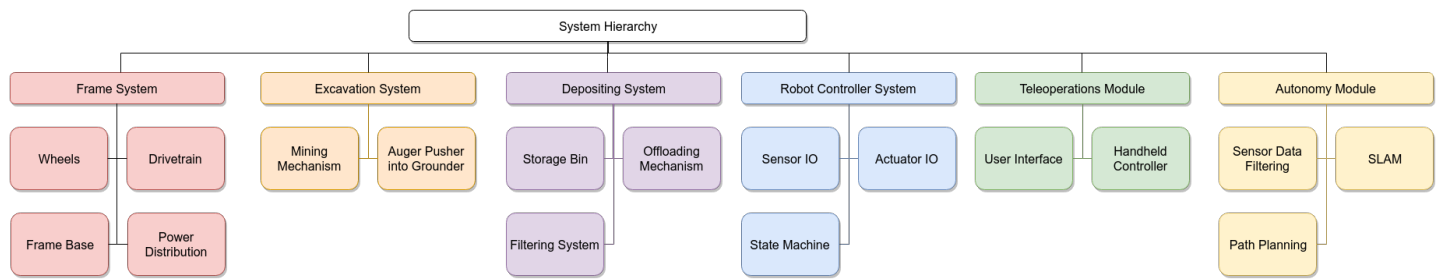 System Hierarchy
Frame System
Excavation System
Depositing System
Robot Controller System
Teleoperations Module
Autonomy Module
Wheels
Drivetrain
Mining
Mechanism
Auger Pusher
into Grounder
Storage Bin
Offloading
Mechanism
Sensor IO
Actuator IO
User Interface
Handheld
Controller
Sensor Data
Filtering
SLAM
Frame Base
Power
Distribution
Filtering System
State Machine
Path Planning